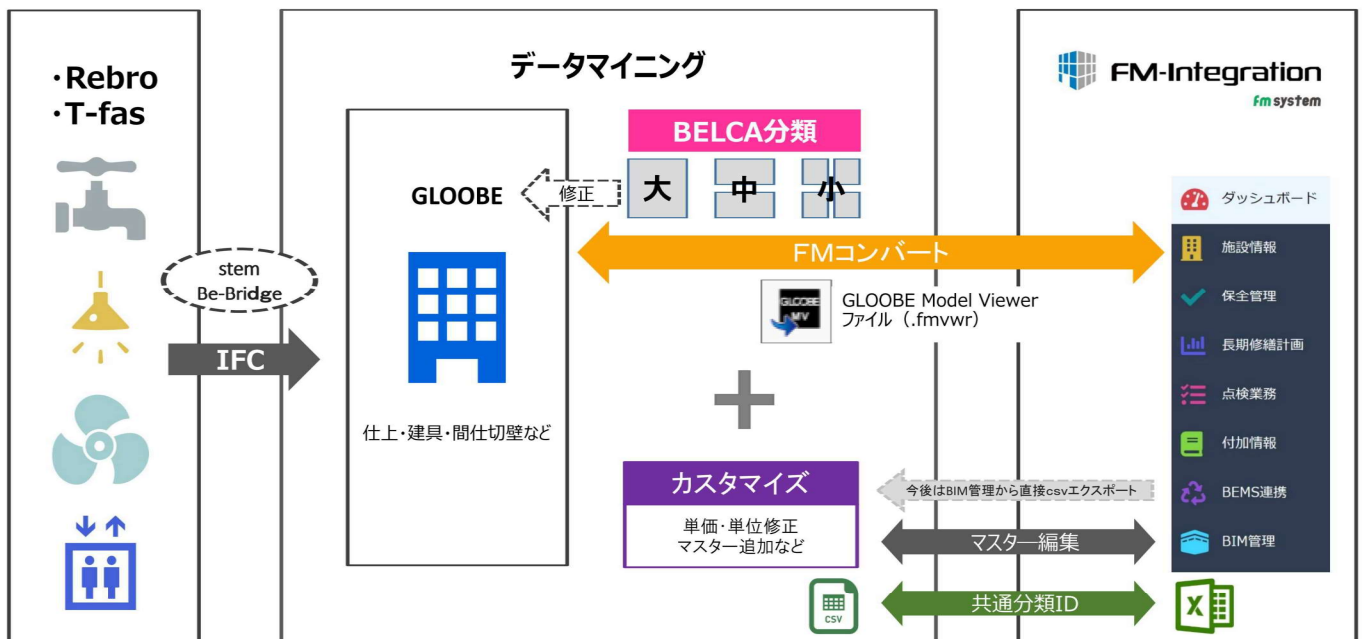 ・Rebro
・T-fas
stem
Be-Bridge
IFC
データマイニング
GLOOBE
仕上・建具・間仕切壁など
BELCA分類
大 中 小
修正
FMコンバート
GLOOBE MV
GLOOBE Model Viewer
ファイル（.fmvwr）
カスタマイズ
単価・単位修正
マスター追加など
今後はBIM管理から直接csvエクスポート
マスター編集
CSV
共通分類ID
X
FM-Integration
fm system
ダッシュボード
施設情報
保全管理
長期修繕計画
点検業務
付加情報
BEMS連携
BIM管理